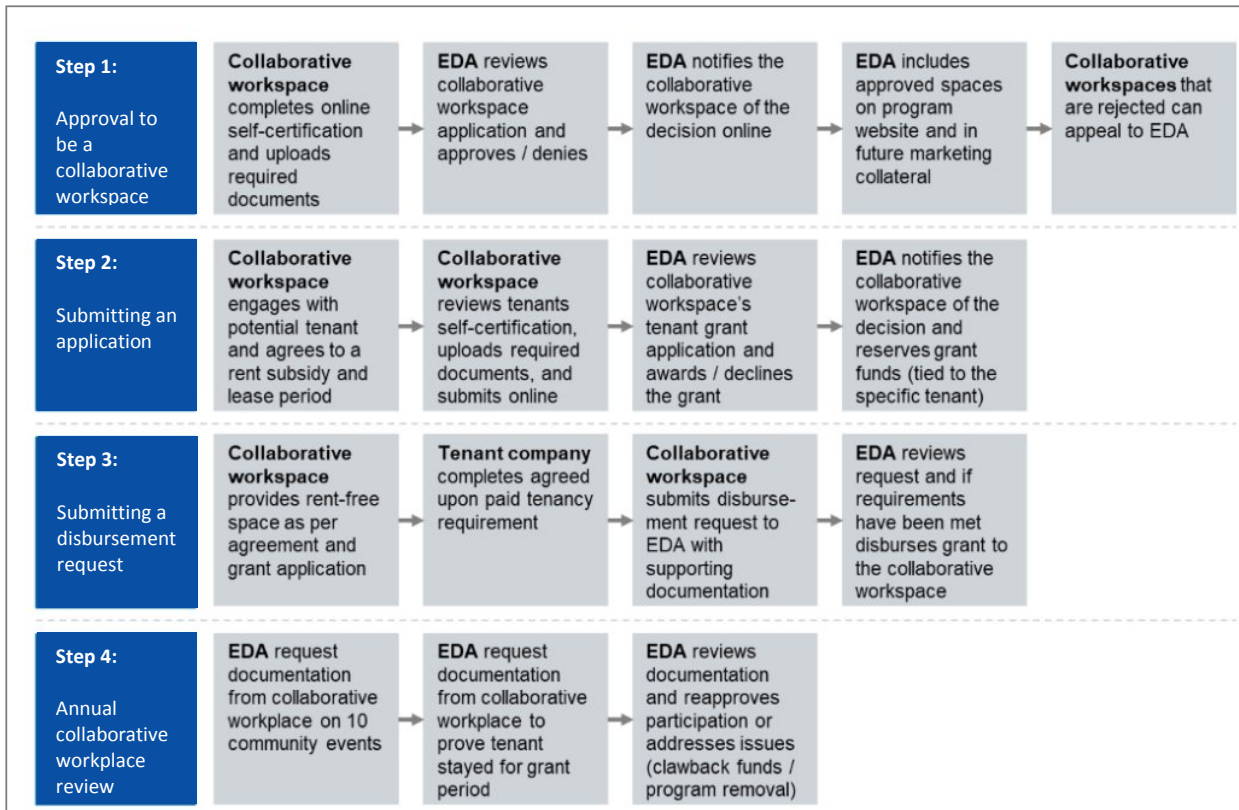 Step 1:
Approval to
be a
collaborative
workspace
Collaborative
workspace
completes online
self-certification
and uploads
required
documents
EDA reviews
collaborative
workspace
application and
approves / denies
EDA notifies the
collaborative
workspace of the
decision online
EDA includes
approved spaces
on program
website and in
future marketing
collateral
Collaborative
workspaces that
are rejected can
appeal to EDA
Step 2:
Submitting an
application
Collaborative
workspace
engages with
potential tenant
and agrees to a
rent subsidy and
lease period
Collaborative
workspace
reviews tenants
self-certification,
uploads required
documents, and
submits online
EDA reviews
collaborative
workspace's
tenant grant
application and
awards / declines
the grant
EDA notifies the
collaborative
workspace of the
decision and
reserves grant
funds (tied to the
specific tenant)
Step 3:
Submitting a
disbursement
request
Collaborative
workspace
provides rent-free
space as per
agreement and
grant application
Tenant company
completes agreed
upon paid tenancy
requirement
Collaborative
workspace
submits disburse-
ment request to
EDA with
supporting
documentation
EDA reviews
request and if
requirements
have been met
disburses grant to
the collaborative
workspace
Step 4:
Annual
collaborative
workplace
review
EDA request
documentation
from collaborative
workplace on 10
community events
EDA request
documentation
from collaborative
workplace to
prove tenant
stayed for grant
period
EDA reviews
documentation
and reapproves
participation or
addresses issues
(clawback funds /
program removal)